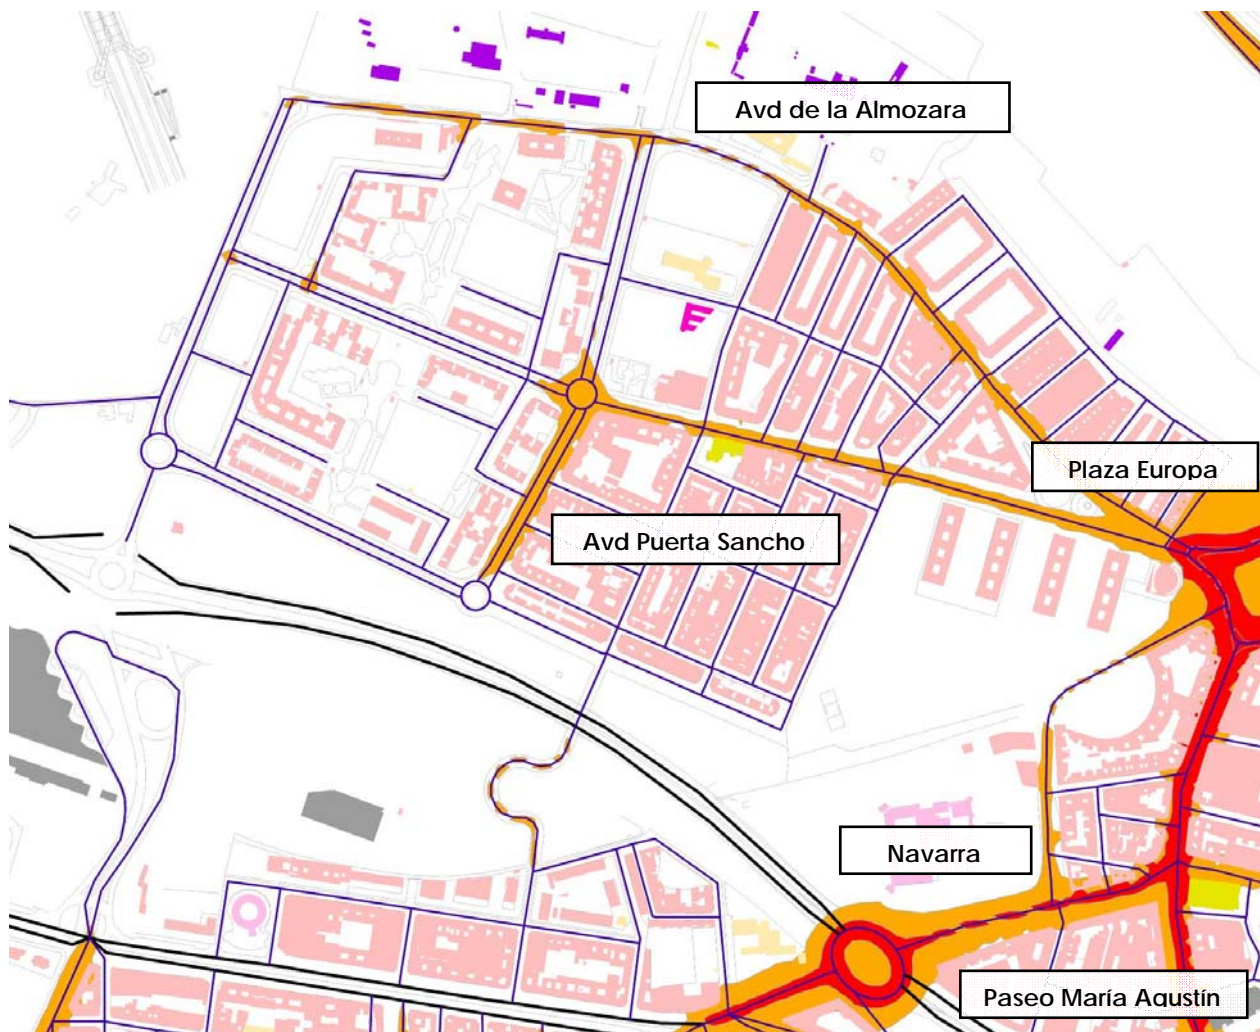 Avd de la Almozara
Plaza Europa
Avd Puerta Sancho
Navarra
Paseo María Agustín